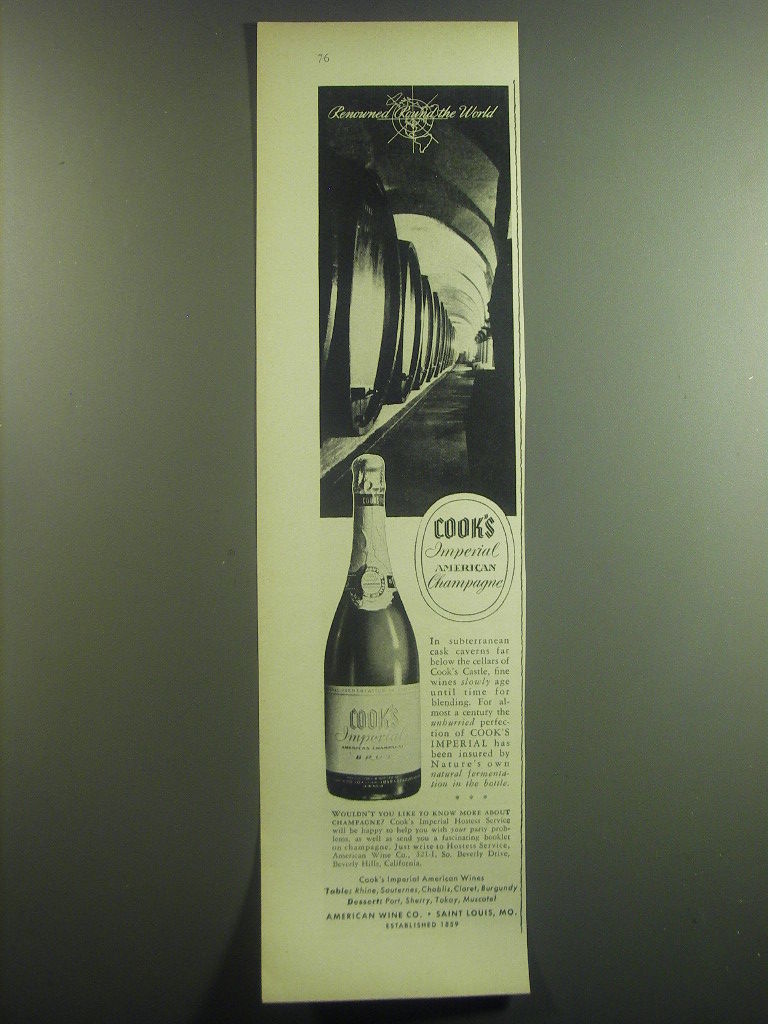 76
Renowned Round the World
COOK'S
Imperial
AMERICAN
Champagne
In subterranean
cask caverns far
below the cellars of
Cook's Castle, fine
wines slowly age
until time for
blending. For al-
most a century the
unhurried perfec-
tion of COOK'S
IMPERIAL has
been insured by
Nature's own
natural fermenta-
tion in the bottle.
* * *
COOK'S
Imperial
AMERICAN CHAMPAGNE
BRUT
WOULDN'T YOU LIKE TO KNOW MORE ABOUT
CHAMPAGNE? Cook's Imperial Hostess Service
will be happy to help you with your party prob-
lems, as well as send you a fascinating booklet
on champagne. Just write to Hostess Service,
American Wine Co., 321-I, So. Beverly Drive,
Beverly Hills, California.
Cook's Imperial American Wines
Table: Rhine, Sauternes, Chablis, Claret, Burgundy
Dessert: Port, Sherry, Tokay, Muscatel
AMERICAN WINE CO. • SAINT LOUIS, MO.
ESTABLISHED 1859